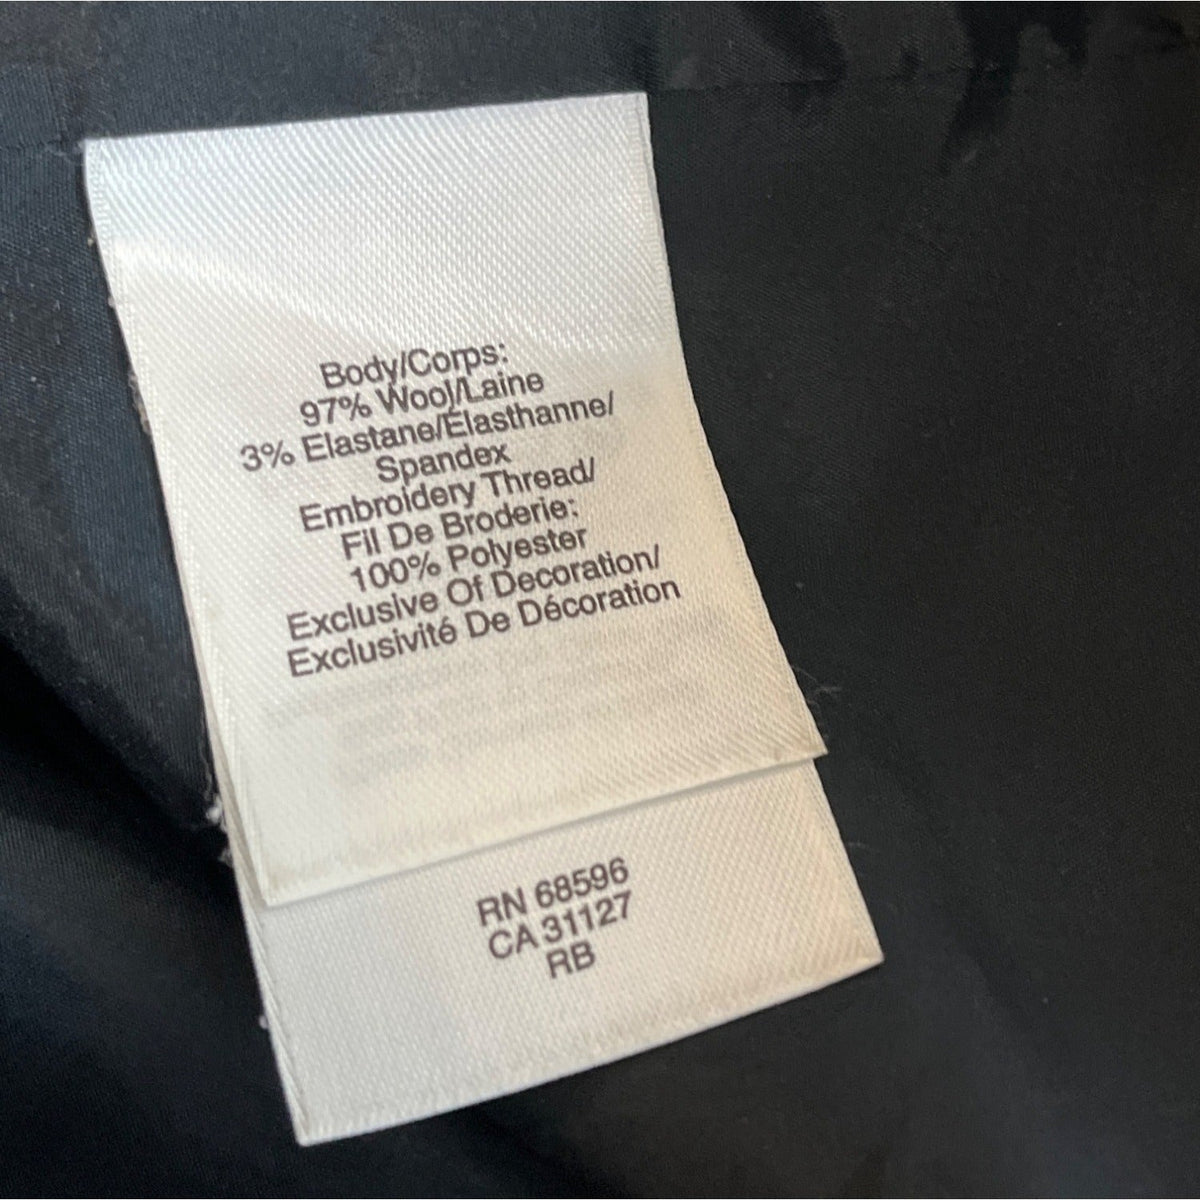 Body/Corps:
97% Wool/Laine
3% Elastane/Élasthanne/
Spandex
Embroidery Thread/
Fil De Broderie:
100% Polyester
Exclusive Of Decoration/
Exclusivité De Décoration
RN 68596
CA 31127
RB